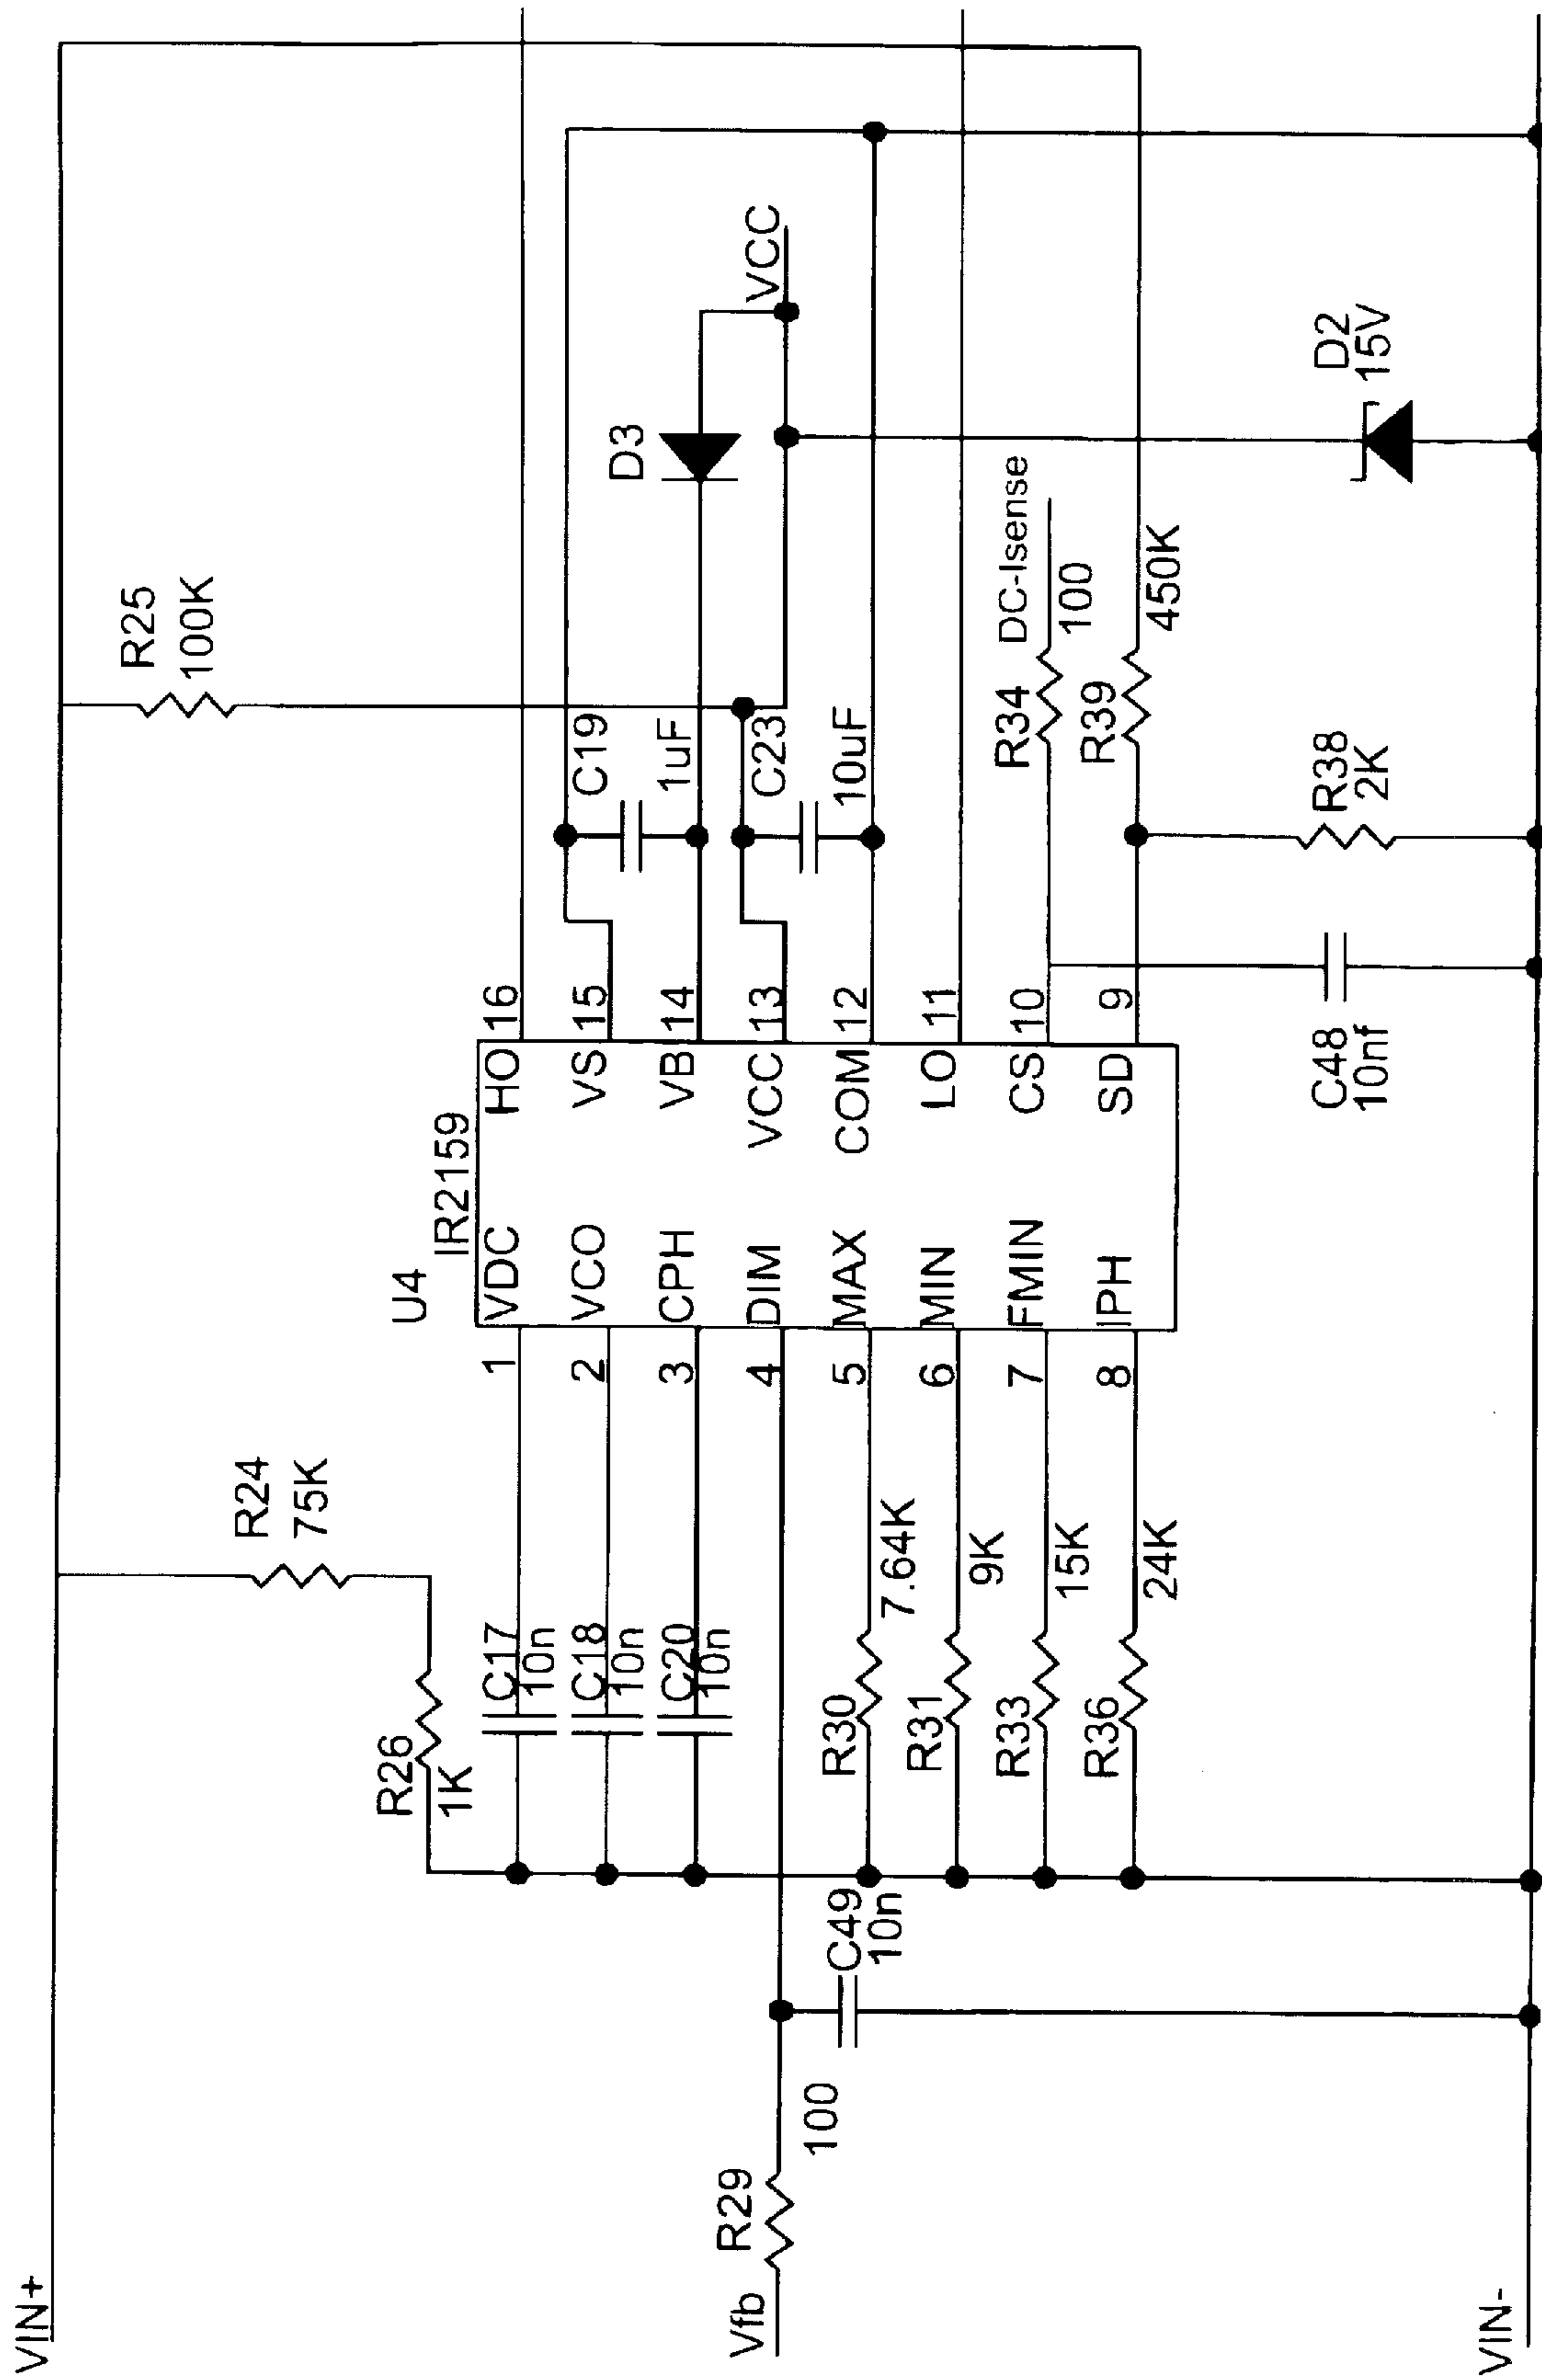 VIN+
R24
75K
R25
100K
R26
1K
C17
10n
C18
10n
C20
10n
U4
IR2159
1
VDC
HO
16
2
VCO
VS
15
3
CPH
VB
14
4
DIM
VCC
13
5
MAX
COM
12
6
MIN
LO
11
7
FMIN
CS
10
8
IPH
SD
9
C19
1uF
D3
C23
10uF
VCC
Vfb
R29
100
C49
10n
R30
7.64K
R31
9K
R33
15K
R36
24K
R34
DC-Isense
100
R39
450K
C48
10nf
R38
2K
D2
15V
VIN-